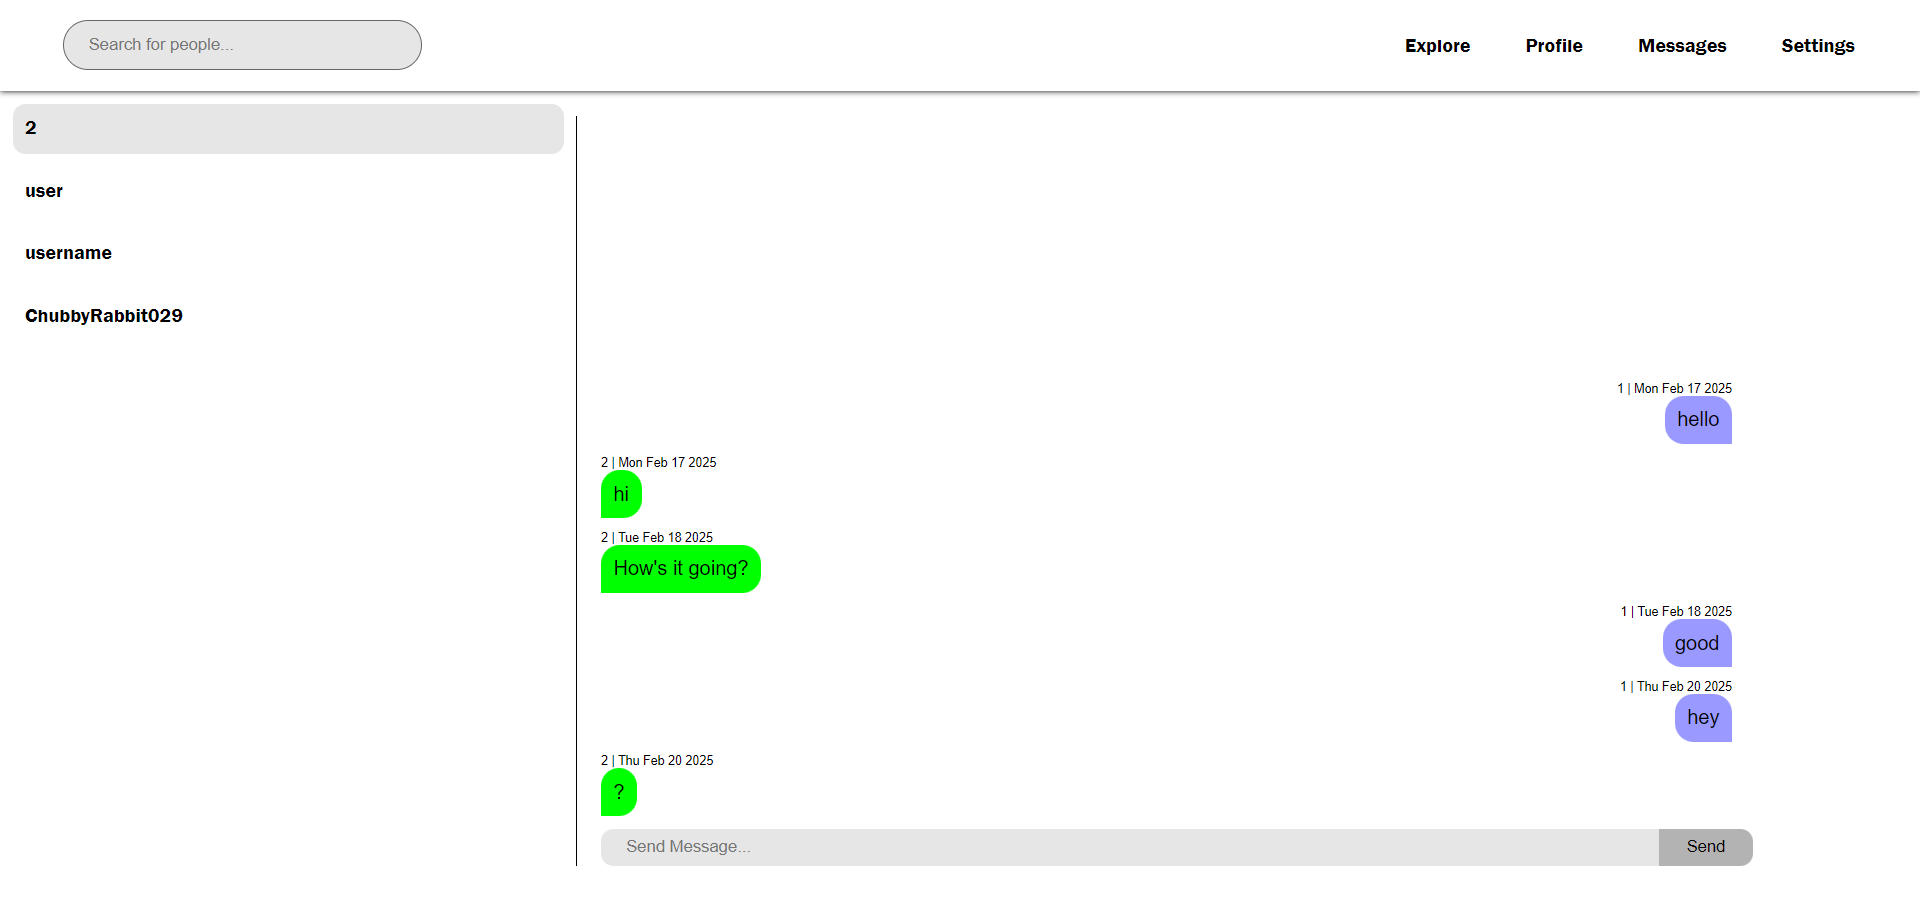 Search for people...
Explore Profile Messages Settings
2
user
username
ChubbyRabbit029
1 | Mon Feb 17 2025
hello
2 | Mon Feb 17 2025
hi
2 | Tue Feb 18 2025
How's it going?
1 | Tue Feb 18 2025
good
1 | Thu Feb 20 2025
hey
2 | Thu Feb 20 2025
?
Send Message... Send